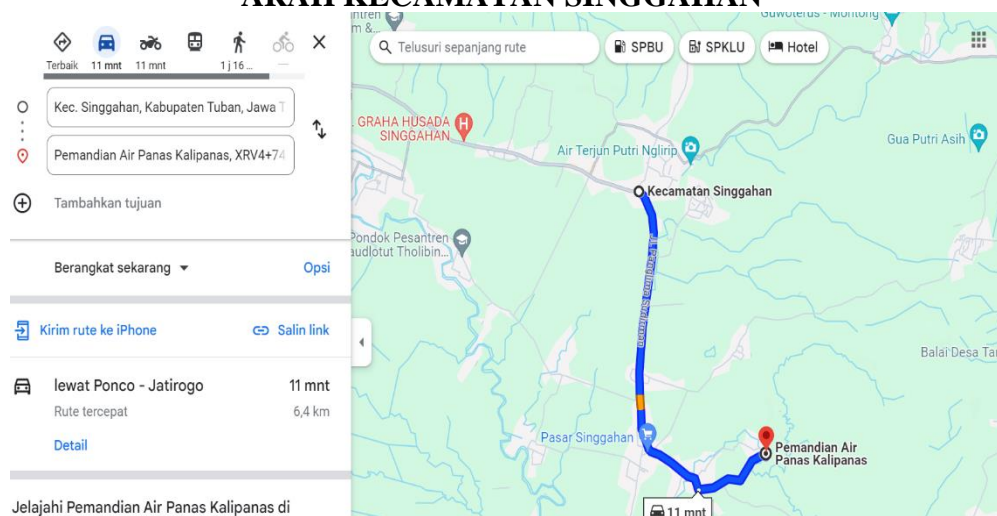 ARAH KECAMATAN SINGGAHAN
Terbaik
11 mnt
11 mnt
1 j 16 ...
—
Kec. Singgahan, Kabupaten Tuban, Jawa T
Pemandian Air Panas Kalipanas, XRV4+74
Tambahkan tujuan
Berangkat sekarang
Opsi
Kirim rute ke iPhone
Salin link
lewat Ponco - Jatirogo
11 mnt
Rute tercepat
6,4 km
Detail
Jelajahi Pemandian Air Panas Kalipanas di
Telusuri sepanjang rute
SPBU
SPKLU
Hotel
Guwoterus - Montong
GRAHA HUSADA
SINGGAHAN
H
Air Terjun Putri Nglirip
Gua Putri Asih
Kecamatan Singgahan
Pondok Pesantren
audlotut Tholibin...
Balai Desa Ta
Pasar Singgahan
Pemandian Air
Panas Kalipanas
11 mnt